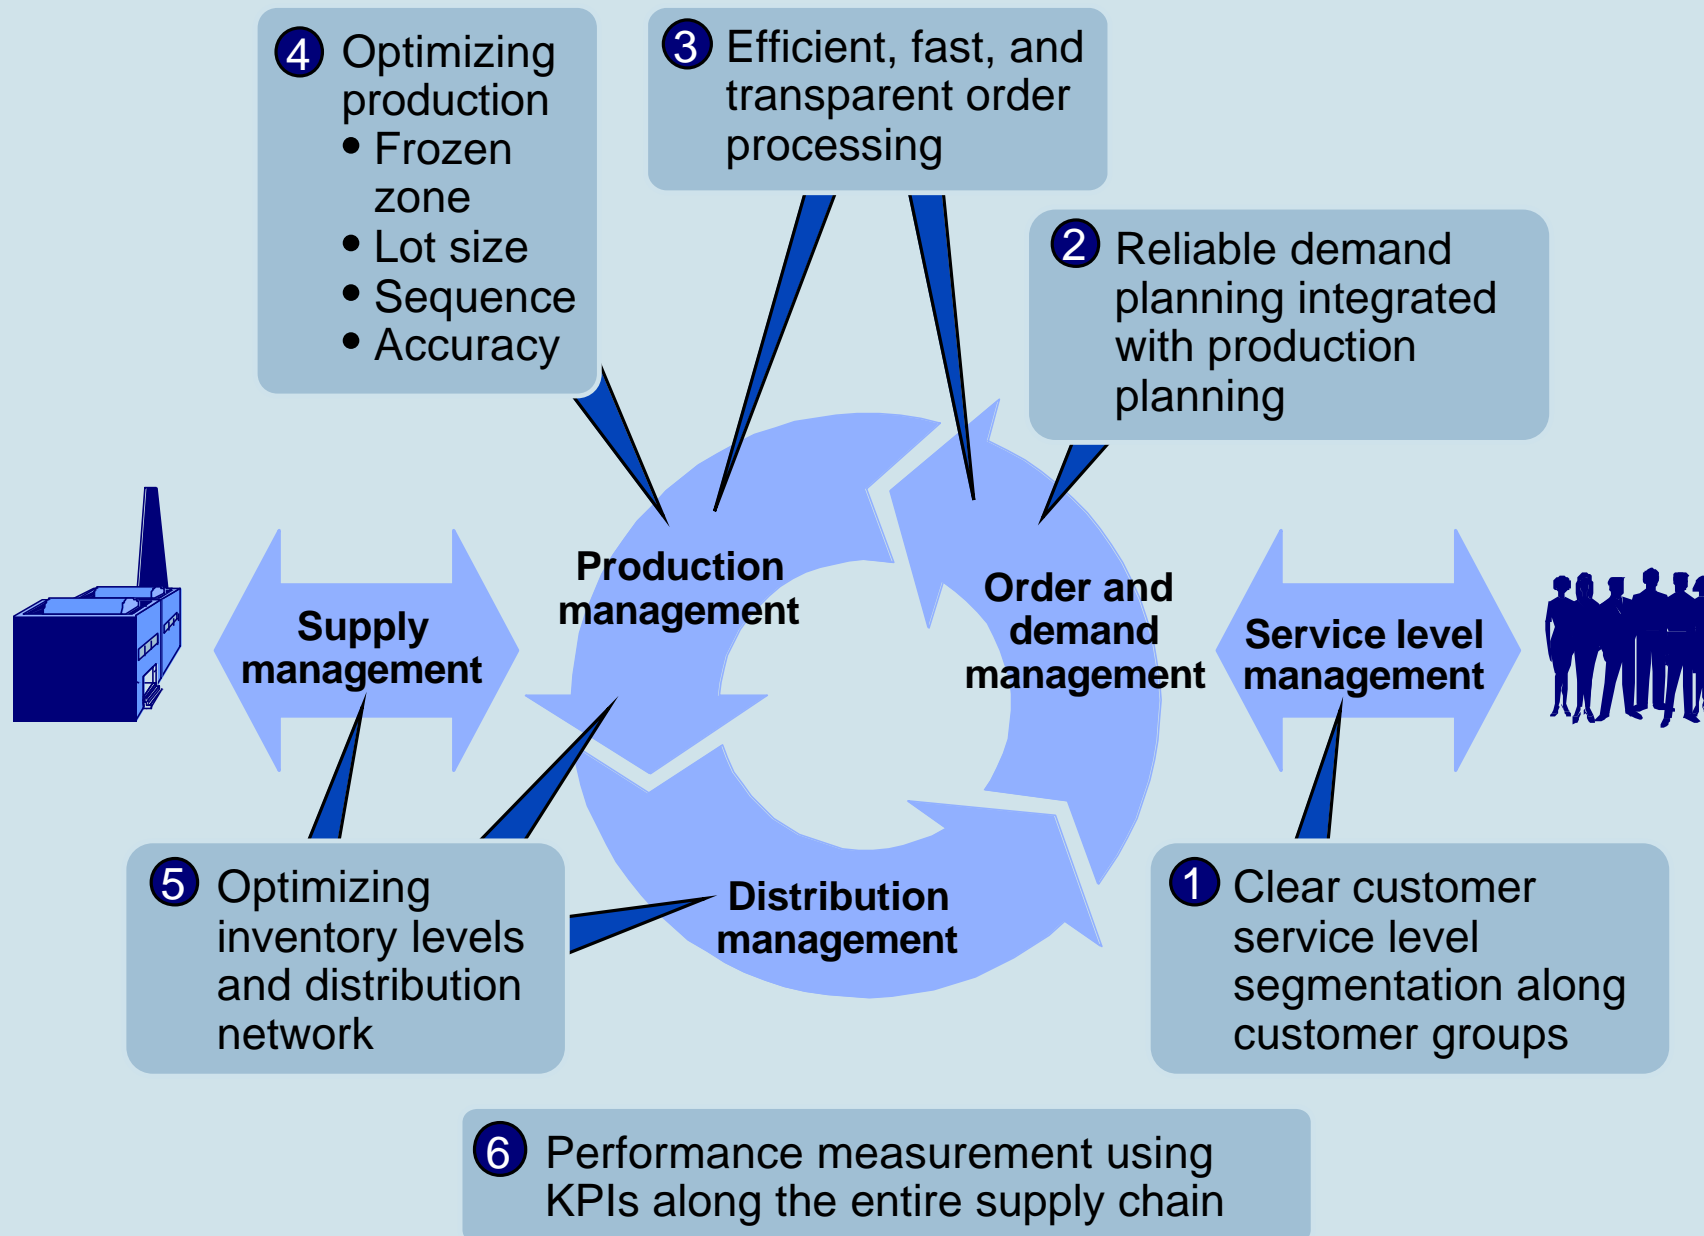 4 Optimizing
production
• Frozen
zone
• Lot size
• Sequence
• Accuracy
3 Efficient, fast, and
transparent order
processing
2 Reliable demand
planning integrated
with production
planning
Supply
management
Production
management
Order and
demand
management
Service level
management
Distribution
management
5 Optimizing
inventory levels
and distribution
network
1 Clear customer
service level
segmentation along
customer groups
6 Performance measurement using
KPIs along the entire supply chain